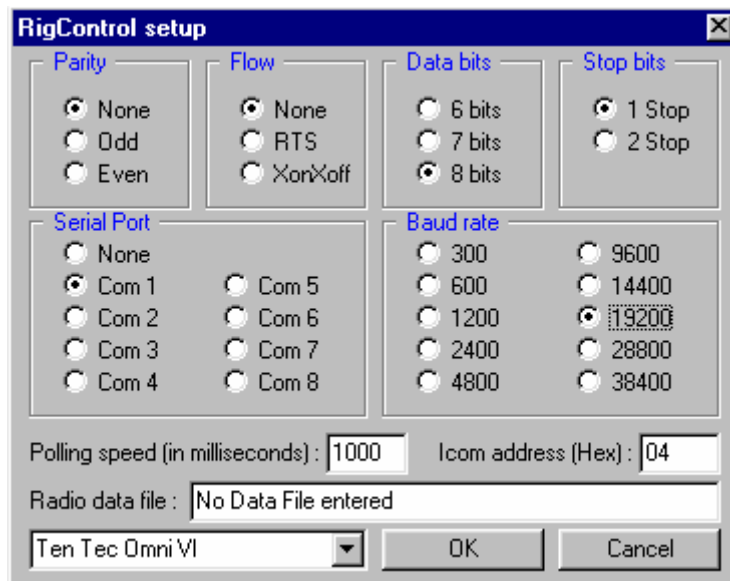 RigControl setup
Parity
None
Odd
Even
Flow
None
RTS
XonXoff
Data bits
6 bits
7 bits
8 bits
Stop bits
1 Stop
2 Stop
Serial Port
None
Com 1
Com 2
Com 3
Com 4
Com 5
Com 6
Com 7
Com 8
Baud rate
300
600
1200
2400
4800
9600
14400
19200
28800
38400
Polling speed (in milliseconds) : 1000
Icom address (Hex) : 04
Radio data file : No Data File entered
Ten Tec Omni VI
OK
Cancel